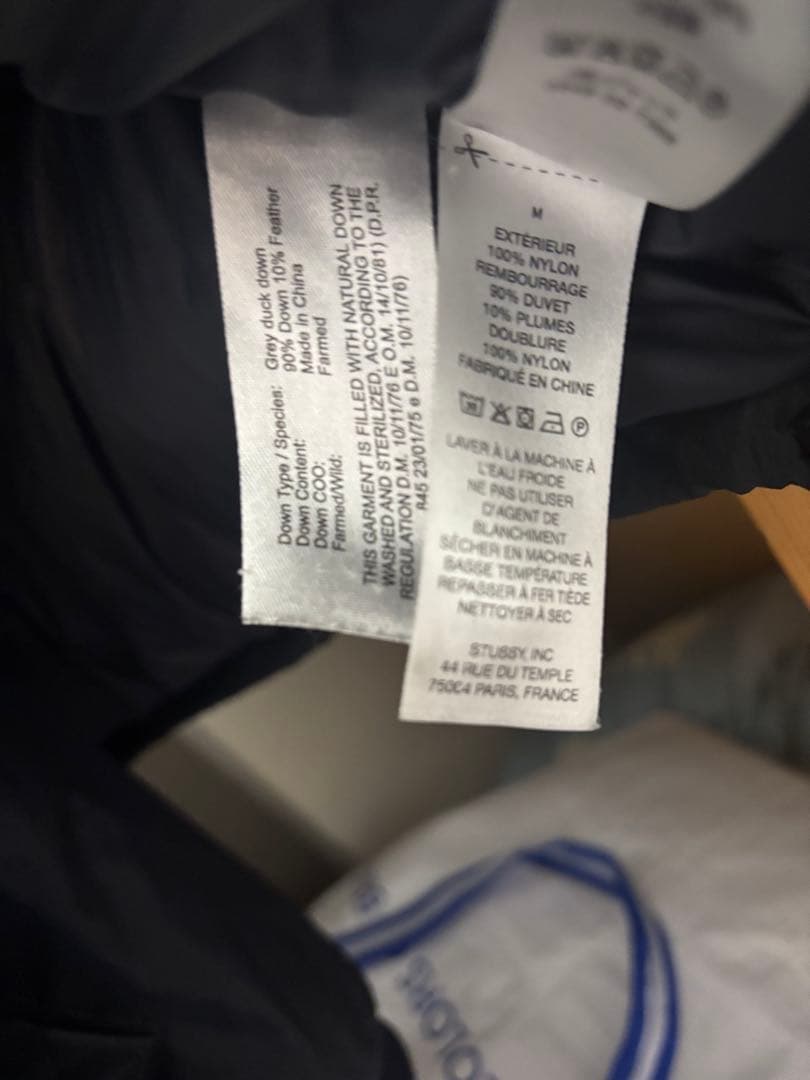 Down Type / Species: Grey duck down
Down Content: 90% Down 10% Feather
Down COO: Made in China
Farmed/Wild: Farmed
THIS GARMENT IS FILLED WITH NATURAL DOWN
WASHED AND STERILIZED, ACCORDING TO THE
REGULATION D.M. 10/11/76 E O.M. 14/10/81) (D.P.R.
845 23/01/75 e D.M. 10/11/76)
M
EXTÉRIEUR
100% NYLON
REMBOURRAGE
90% DUVET
10% PLUMES
DOUBLURE
100% NYLON
FABRIQUÉ EN CHINE
P
LAVER À LA MACHINE À
L'EAU FROIDE
NE PAS UTILISER
D'AGENT DE
BLANCHIMENT
SÉCHER EN MACHINE À
BASSE TEMPÉRATURE
REPASSER À FER TIÈDE
NETTOYER À SEC
STUSSY, INC
44 RUE DU TEMPLE
75004 PARIS, FRANCE